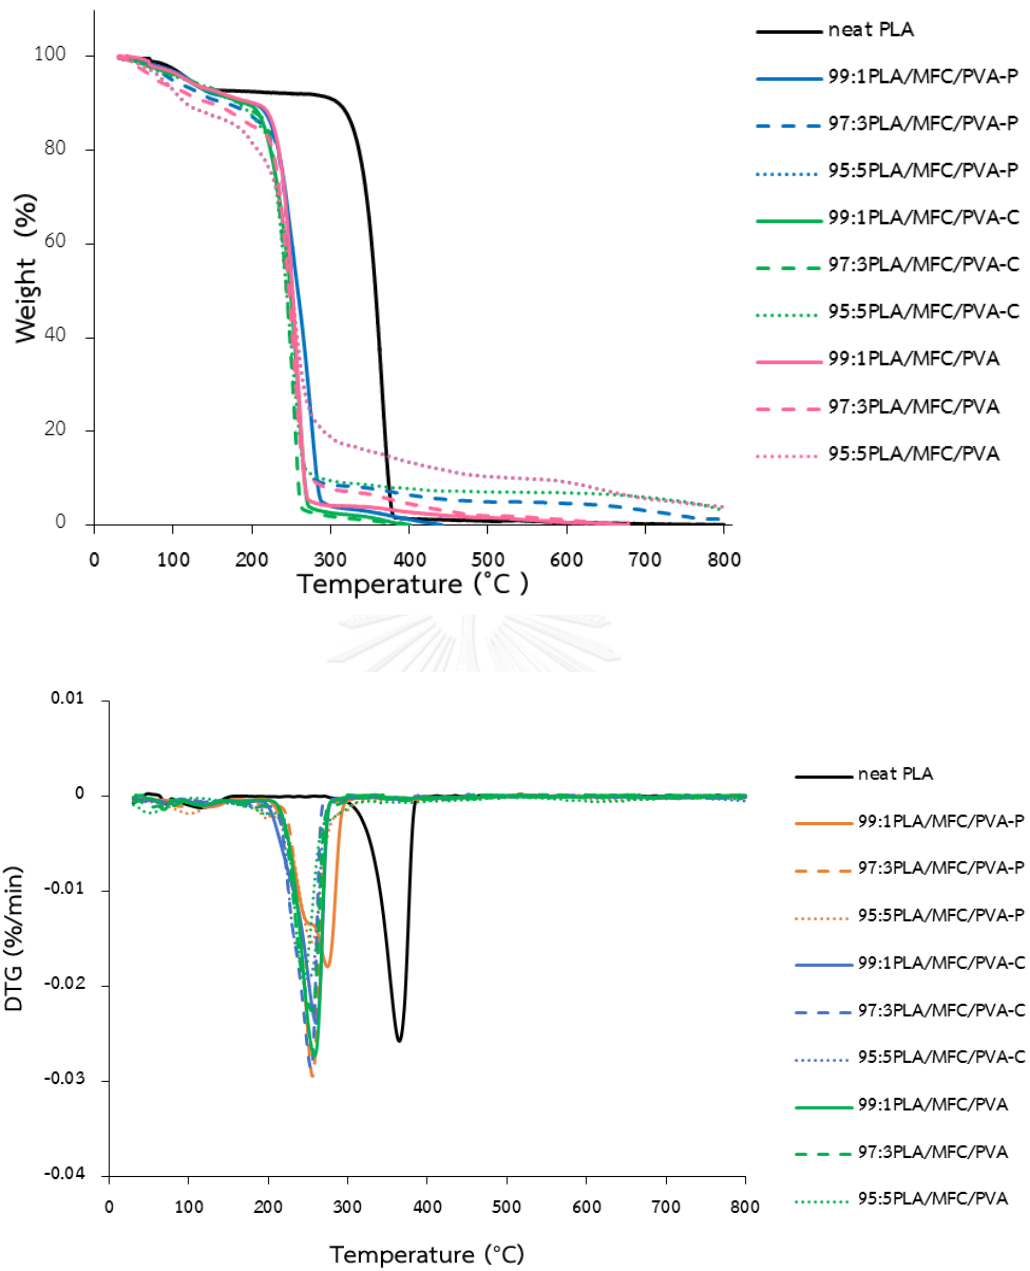 100
80
60
40
20
0
Weight (%)
0 100 200 300 400 500 600 700 800
Temperature (°C )
neat PLA
99:1PLA/MFC/PVA-P
97:3PLA/MFC/PVA-P
95:5PLA/MFC/PVA-P
99:1PLA/MFC/PVA-C
97:3PLA/MFC/PVA-C
95:5PLA/MFC/PVA-C
99:1PLA/MFC/PVA
97:3PLA/MFC/PVA
95:5PLA/MFC/PVA
0.01
0
-0.01
-0.02
-0.03
-0.04
DTG (%/min)
0 100 200 300 400 500 600 700 800
Temperature (°C)
neat PLA
99:1PLA/MFC/PVA-P
97:3PLA/MFC/PVA-P
95:5PLA/MFC/PVA-P
99:1PLA/MFC/PVA-C
97:3PLA/MFC/PVA-C
95:5PLA/MFC/PVA-C
99:1PLA/MFC/PVA
97:3PLA/MFC/PVA
95:5PLA/MFC/PVA